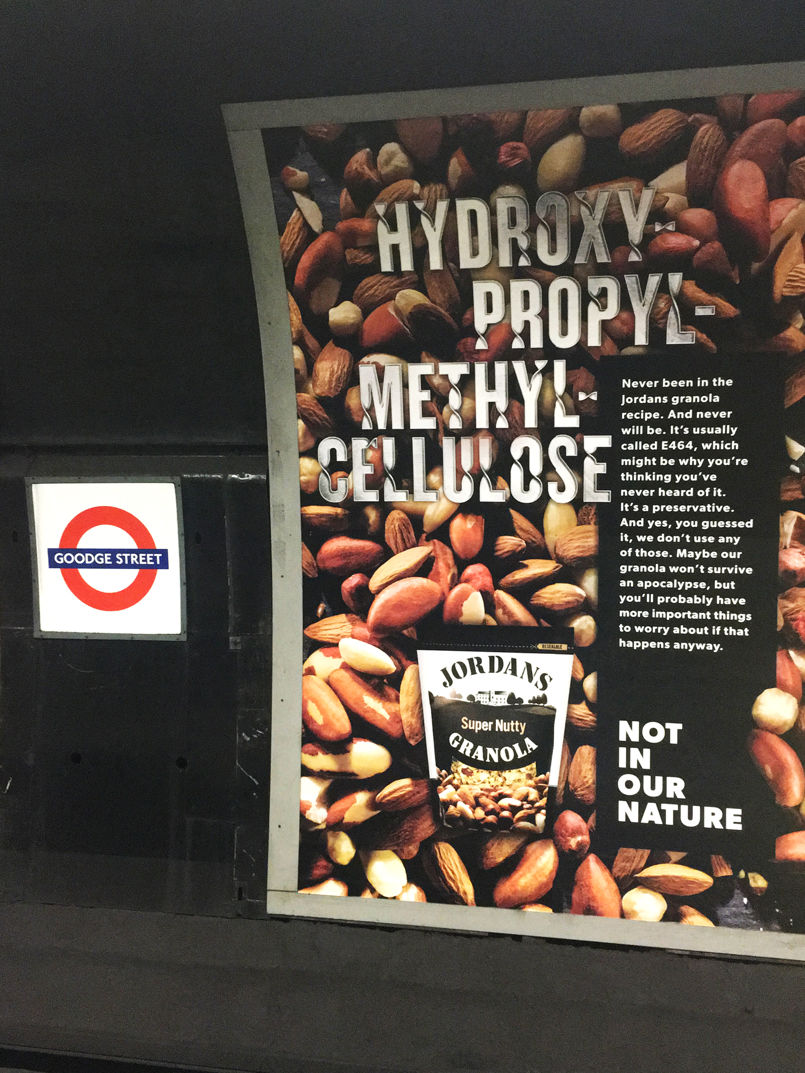 GOODGE STREET
HYDROXY-
PROPYL-
METHYL-
CELLULOSE
Never been in the
Jordans granola
recipe. And never
will be. It's usually
called E464, which
might be why you're
thinking you've
never heard of it.
It's a preservative.
And yes, you guessed
it, we don't use any
of those. Maybe our
granola won't survive
an apocalypse, but
you'll probably have
more important things
to worry about if that
happens anyway.
RESEALABLE
JORDANS
Super Nutty
GRANOLA
NOT
IN
OUR
NATURE